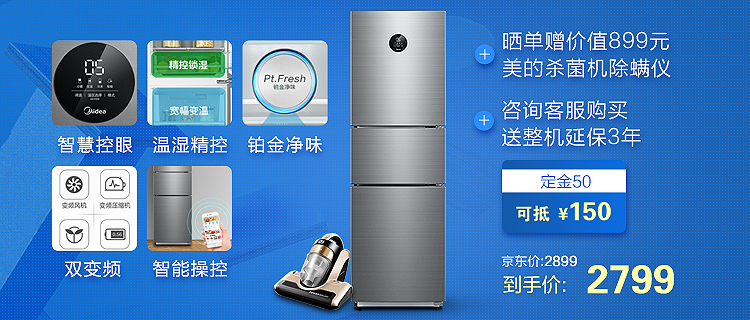 05
Midea
智慧控眼
精控锁湿
宽幅变温
温湿精控
Pt.Fresh
铂金净味
铂金净味
变频风机
变频压缩机
0.56
双变频
智能操控
晒单赠价值899元
美的杀菌机除螨仪
咨询客服购买
送整机延保3年
定金50
可抵 ¥150
京东价:2899
到手价: 2799